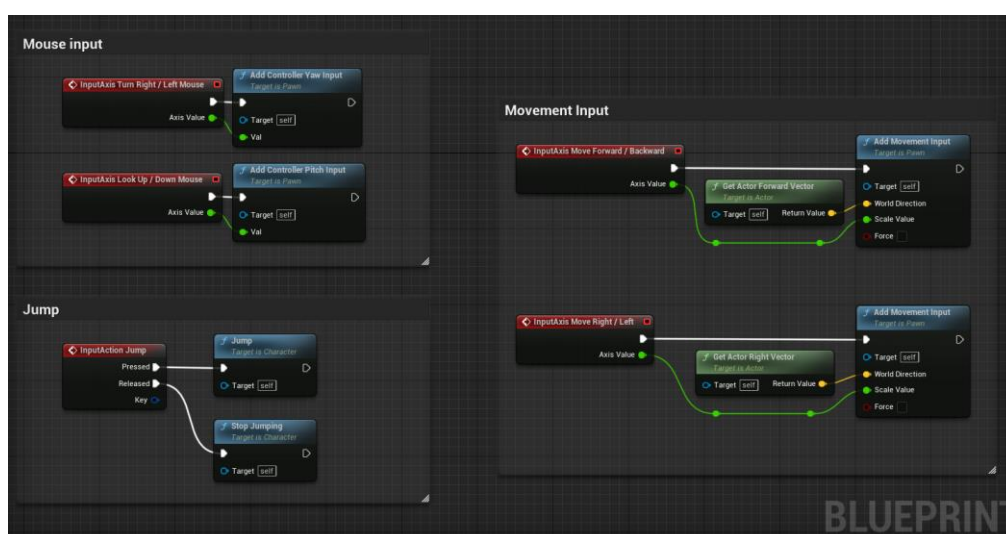 Mouse input
InputAxis Turn Right / Left Mouse
Axis Value
Add Controller Yaw Input
Target is Pawn
Target self
Val
InputAxis Look Up / Down Mouse
Axis Value
Add Controller Pitch Input
Target is Pawn
Target self
Val
Jump
InputAction Jump
Pressed
Released
Key
f Jump
Target is Character
Target self
f Stop Jumping
Target is Character
Target self
Movement Input
InputAxis Move Forward / Backward
Axis Value
f Get Actor Forward Vector
Target is Actor
Target self Return Value
f Add Movement Input
Target is Pawn
Target self
World Direction
Scale Value
Force
InputAxis Move Right / Left
Axis Value
f Get Actor Right Vector
Target is Actor
Target self Return Value
f Add Movement Input
Target is Pawn
Target self
World Direction
Scale Value
Force
BLUEPRINT